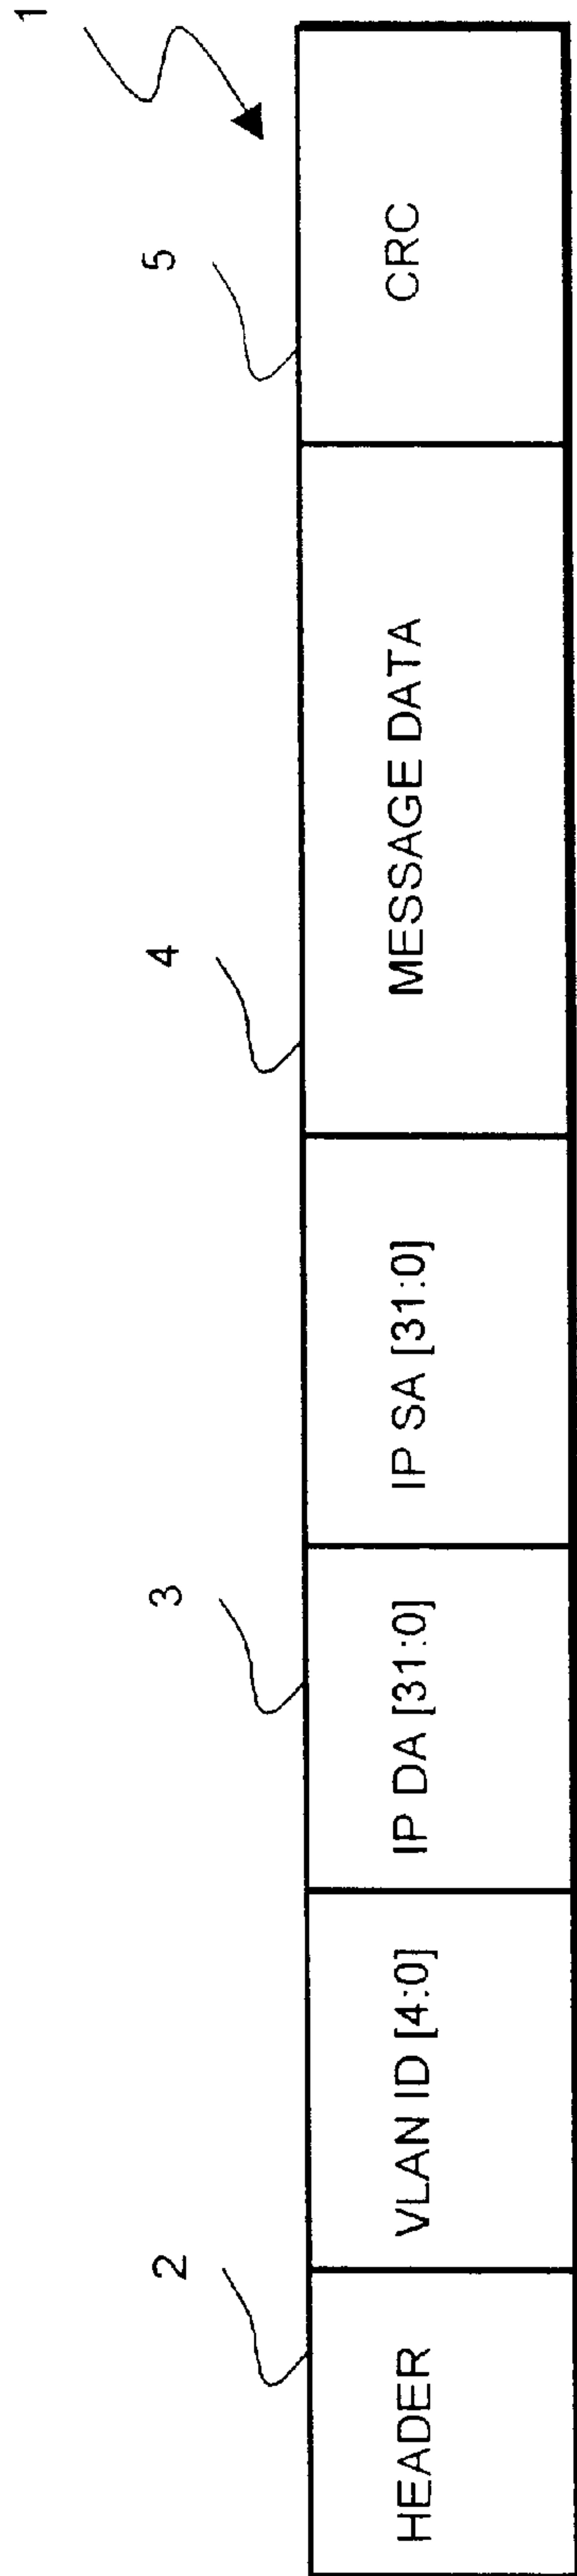 1
2
3
4
5
HEADER
VLAN ID [4:0]
IP DA [31:0]
IP SA [31:0]
MESSAGE DATA
CRC